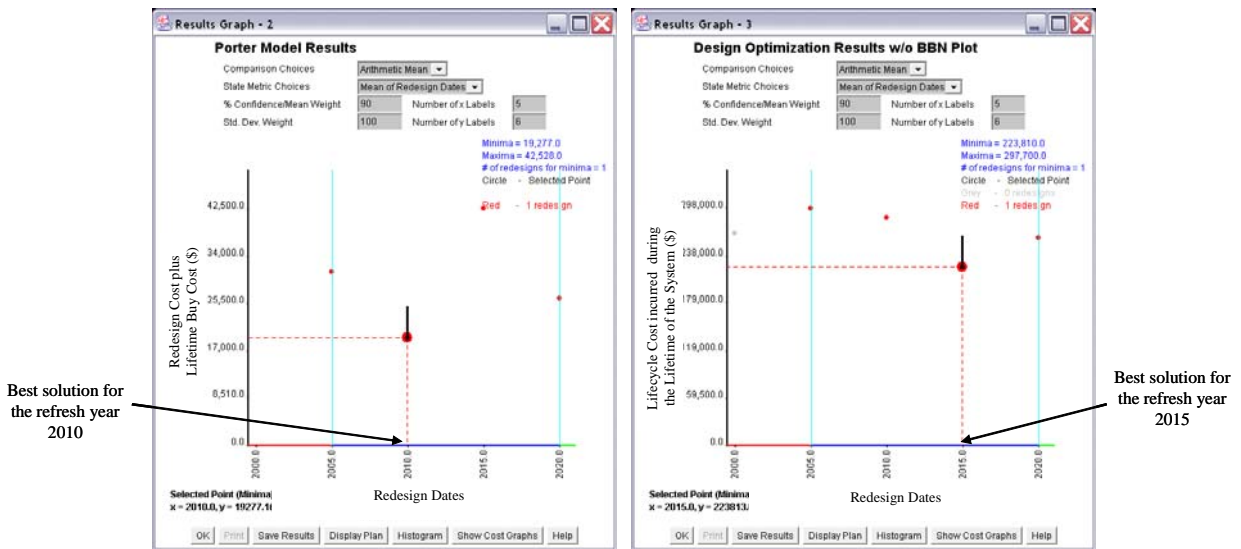 Results Graph - 2
Porter Model Results
Comparison Choices
Arithmetic Mean
State Metric Choices
Mean of Redesign Dates
% Confidence/Mean Weight
90
Number of x Labels
5
Std. Dev. Weight
100
Number of y Labels
6
Minima = 19,277.0
Maxima = 42,528.0
# of redesigns for minima = 1
Circle - Selected Point
Red - 1 redesign
42,500.0
34,000.0
25,500.0
17,000.0
8,510.0
0.0
Redesign Cost plus
Lifetime Buy Cost ($)
2000.0
2005.0
2010.0
2015.0
2020.0
Redesign Dates
Selected Point (Minima
x = 2010.0, y = 19277.1
OK
Print
Save Results
Display Plan
Histogram
Show Cost Graphs
Help
Best solution for
the refresh year
2010
Results Graph - 3
Design Optimization Results w/o BBN Plot
Comparison Choices
Arithmetic Mean
State Metric Choices
Mean of Redesign Dates
% Confidence/Mean Weight
90
Number of x Labels
5
Std. Dev. Weight
100
Number of y Labels
6
Minima = 223,810.0
Maxima = 297,700.0
# of redesigns for minima = 1
Circle - Selected Point
Grey - 0 redesigns
Red - 1 redesign
298,000.0
238,000.0
179,000.0
119,000.0
59,500.0
0.0
Lifecycle Cost incurred during
the Lifetime of the System ($)
2000.0
2005.0
2010.0
2015.0
2020.0
Redesign Dates
Selected Point (Minima
x = 2015.0, y = 223813.
OK
Print
Save Results
Display Plan
Histogram
Show Cost Graphs
Help
Best solution for
the refresh year
2015